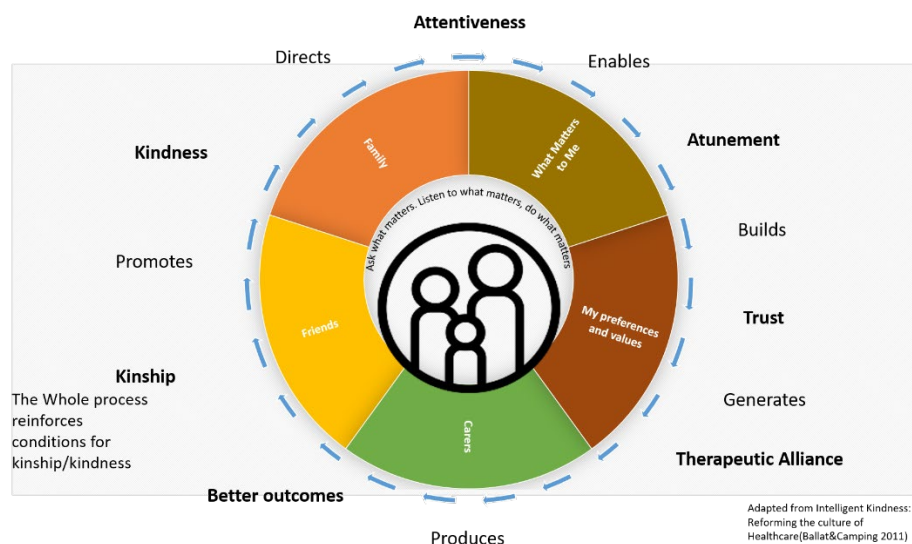 Attentiveness
Directs
Enables
Kindness
Atunement
Family
What Matters
to Me
Ask what matters. Listen to what matters, do what matters
Promotes
Builds
Friends
My preferences
and values
Trust
Kinship
The Whole process
reinforces
conditions for
kinship/kindness
Generates
Carers
Therapeutic Alliance
Better outcomes
Produces
Adapted from Intelligent Kindness:
Reforming the culture of
Healthcare(Ballat&Camping 2011)